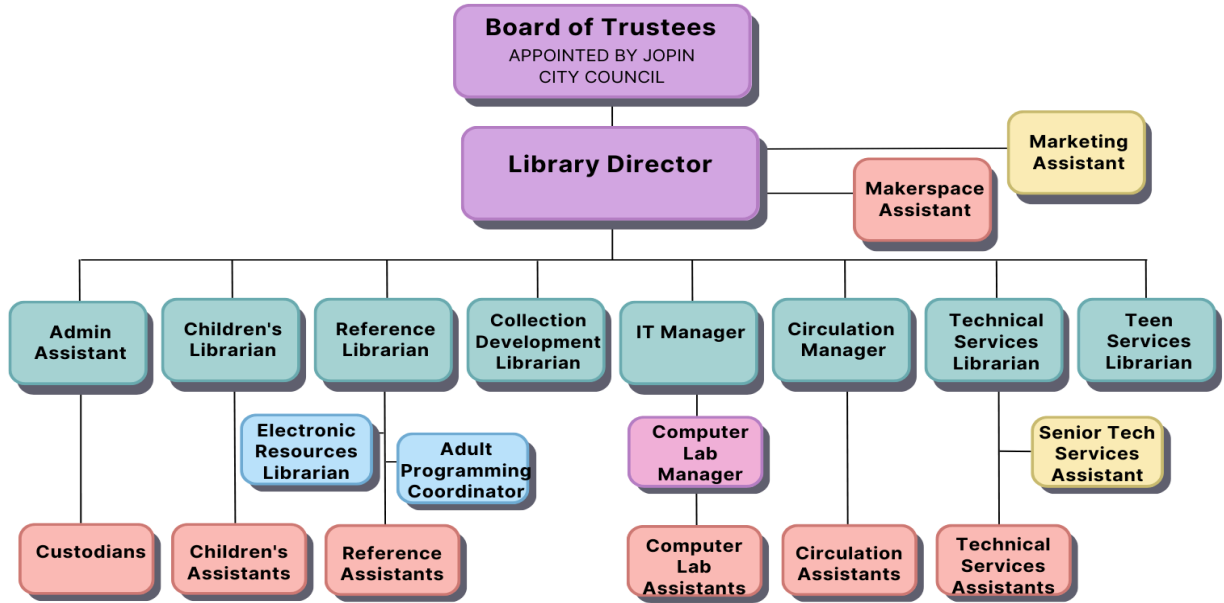 Board of Trustees
APPOINTED BY JOPIN
CITY COUNCIL
Library Director
Marketing
Assistant
Makerspace
Assistant
Admin
Assistant
Children's
Librarian
Reference
Librarian
Collection
Development
Librarian
IT Manager
Circulation
Manager
Technical
Services
Librarian
Teen
Services
Librarian
Electronic
Resources
Librarian
Adult
Programming
Coordinator
Computer
Lab
Manager
Senior Tech
Services
Assistant
Custodians
Children's
Assistants
Reference
Assistants
Computer
Lab
Assistants
Circulation
Assistants
Technical
Services
Assistants